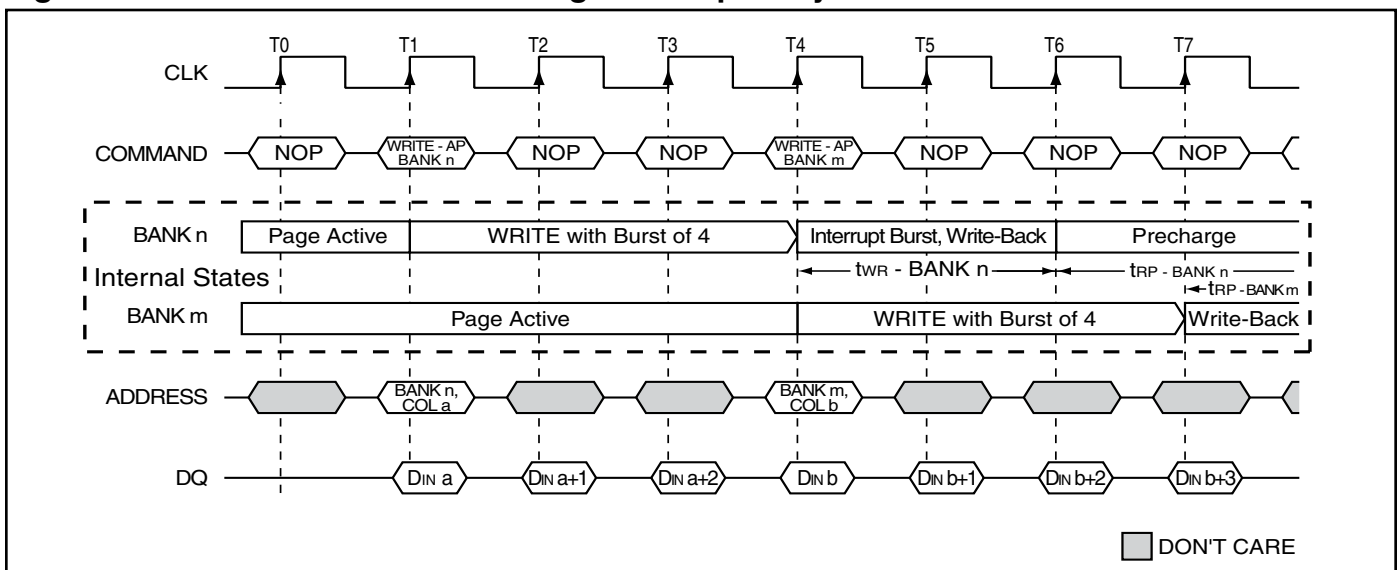 T0 T1 T2 T3 T4 T5 T6 T7
CLK
COMMAND NOP WRITE - AP BANK n NOP NOP WRITE - AP BANK m NOP NOP NOP
BANK n Page Active WRITE with Burst of 4 Interrupt Burst, Write-Back Precharge
Internal States tWR - BANK n tRP - BANK n
tRP - BANK m
BANK m Page Active WRITE with Burst of 4 Write-Back
ADDRESS BANK n, COL a BANK m, COL b
DQ DIN a DIN a+1 DIN a+2 DIN b DIN b+1 DIN b+2 DIN b+3
DON'T CARE